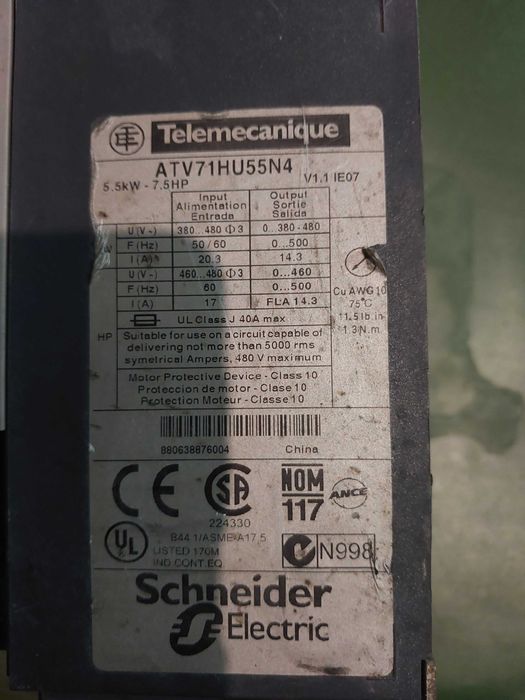 Telemecanique
ATV71HU55N4
5.5kW - 7.5HP V1.1 IE07
Input Output
Alimentation Sortie
Entrada Salida
U(V~) 380...480 Φ3 0...380-480
F(Hz) 50/60 0...500
I(A) 20.3 14.3
U(V~) 460...480 Φ3 0...460
F(Hz) 60 0...500
I(A) 17 FLA 14.3
Cu AWG10
75°C
11.5 lb.in
1.3 N.m
UL Class J 40A max
HP Suitable for use on a circuit capable of
delivering not more than 5000 rms
symetrical Ampers, 480 V maximum
Motor Protective Device - Class 10
Proteccion de motor - Clase 10
Protection Moteur - Classe 10
880638876004 China
CE SA NOM
117 ANCE
224330
UL B44.1/ASME A17.5
LISTED 170M
IND CONT EQ
N998
Schneider
Electric